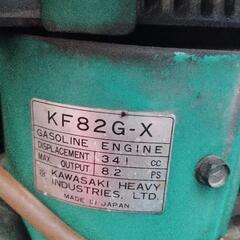 KF82G-X
GASOLINE ENGINE
DISPLACEMENT 341 CC
MAX. OUTPUT 8.2 PS
KAWASAKI HEAVY
INDUSTRIES, LTD.
MADE IN JAPAN